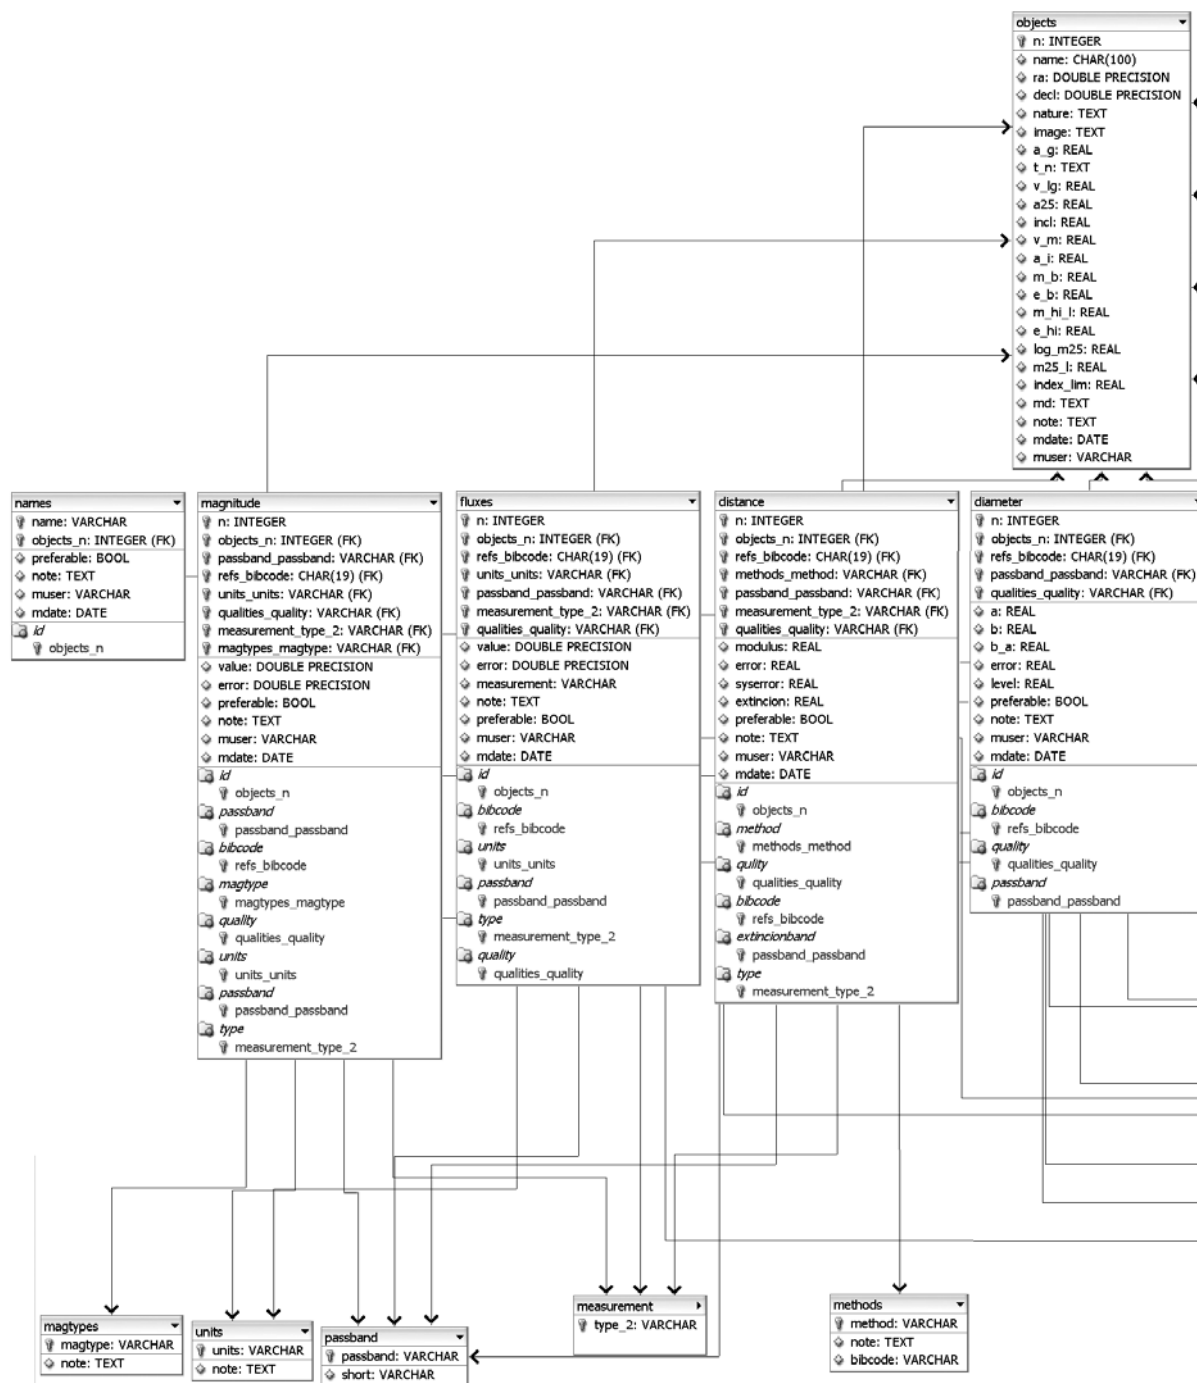 objects
n: INTEGER
name: CHAR(100)
ra: DOUBLE PRECISION
decl: DOUBLE PRECISION
nature: TEXT
image: TEXT
a_g: REAL
t_n: TEXT
v_lg: REAL
a25: REAL
incl: REAL
v_m: REAL
a_i: REAL
m_b: REAL
e_b: REAL
m_hi_l: REAL
e_hi: REAL
log_m25: REAL
m25_l: REAL
index_lim: REAL
md: TEXT
note: TEXT
mdate: DATE
muser: VARCHAR
names
name: VARCHAR
objects_n: INTEGER (FK)
preferable: BOOL
note: TEXT
muser: VARCHAR
mdate: DATE
id
objects_n
magnitude
n: INTEGER
objects_n: INTEGER (FK)
passband_passband: VARCHAR (FK)
refs_bibcode: CHAR(19) (FK)
units_units: VARCHAR (FK)
qualities_quality: VARCHAR (FK)
measurement_type_2: VARCHAR (FK)
magtypes_magtype: VARCHAR (FK)
value: DOUBLE PRECISION
error: DOUBLE PRECISION
preferable: BOOL
note: TEXT
muser: VARCHAR
mdate: DATE
id
objects_n
passband
passband_passband
bibcode
refs_bibcode
magtype
magtypes_magtype
quality
qualities_quality
units
units_units
passband
passband_passband
type
measurement_type_2
fluxes
n: INTEGER
objects_n: INTEGER (FK)
refs_bibcode: CHAR(19) (FK)
units_units: VARCHAR (FK)
passband_passband: VARCHAR (FK)
measurement_type_2: VARCHAR (FK)
qualities_quality: VARCHAR (FK)
value: DOUBLE PRECISION
error: DOUBLE PRECISION
measurement: VARCHAR
note: TEXT
preferable: BOOL
muser: VARCHAR
mdate: DATE
id
objects_n
bibcode
refs_bibcode
units
units_units
passband
passband_passband
type
measurement_type_2
quality
qualities_quality
distance
n: INTEGER
objects_n: INTEGER (FK)
refs_bibcode: CHAR(19) (FK)
methods_method: VARCHAR (FK)
passband_passband: VARCHAR (FK)
measurement_type_2: VARCHAR (FK)
qualities_quality: VARCHAR (FK)
modulus: REAL
error: REAL
syserror: REAL
extincion: REAL
preferable: BOOL
note: TEXT
muser: VARCHAR
mdate: DATE
id
objects_n
method
methods_method
qulity
qualities_quality
bibcode
refs_bibcode
extincionband
passband_passband
type
measurement_type_2
diameter
n: INTEGER
objects_n: INTEGER (FK)
refs_bibcode: CHAR(19) (FK)
passband_passband: VARCHAR (FK)
qualities_quality: VARCHAR (FK)
a: REAL
b: REAL
b_a: REAL
error: REAL
level: REAL
preferable: BOOL
note: TEXT
muser: VARCHAR
mdate: DATE
id
objects_n
bibcode
refs_bibcode
quality
qualities_quality
passband
passband_passband
magtypes
magtype: VARCHAR
note: TEXT
units
units: VARCHAR
note: TEXT
passband
passband: VARCHAR
short: VARCHAR
measurement
type_2: VARCHAR
methods
method: VARCHAR
note: TEXT
bibcode: VARCHAR